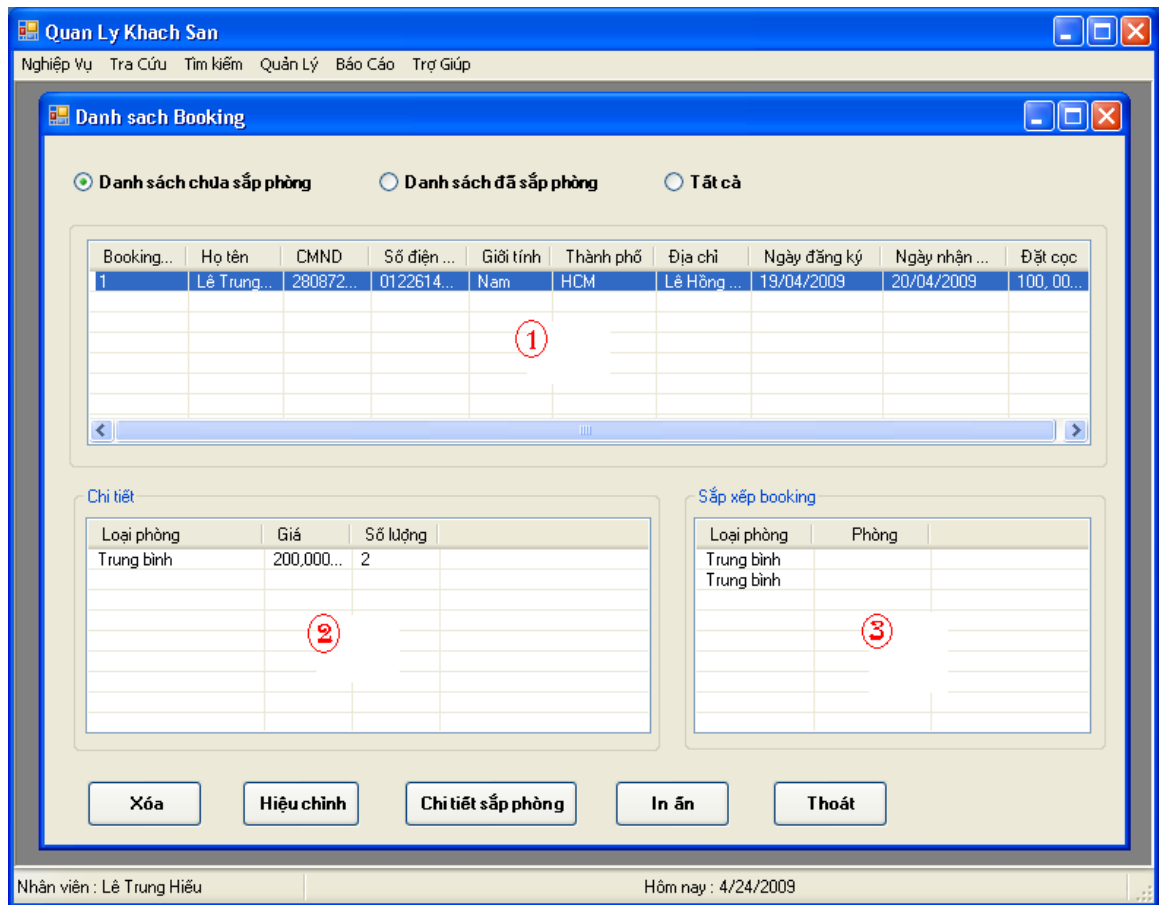 Quan Ly Khach San
Nghiệp Vụ Tra Cứu Tìm kiếm Quản Lý Báo Cáo Trợ Giúp
Danh sach Booking
Danh sách chưa sắp phòng Danh sách đã sắp phòng Tất cả
Booking... Họ tên CMND Số điện ... Giới tính Thành phố Địa chỉ Ngày đăng ký Ngày nhận ... Đặt cọc
1 Lê Trung... 280872... 0122614... Nam HCM Lê Hồng ... 19/04/2009 20/04/2009 100, 00...
1
Chi tiết Sắp xếp booking
Loại phòng Giá Số lượng Loại phòng Phòng
Trung bình 200,000... 2 Trung bình
Trung bình
2 3
Xóa Hiệu chỉnh Chi tiết sắp phòng In ấn Thoát
Nhân viên : Lê Trung Hiếu Hôm nay : 4/24/2009